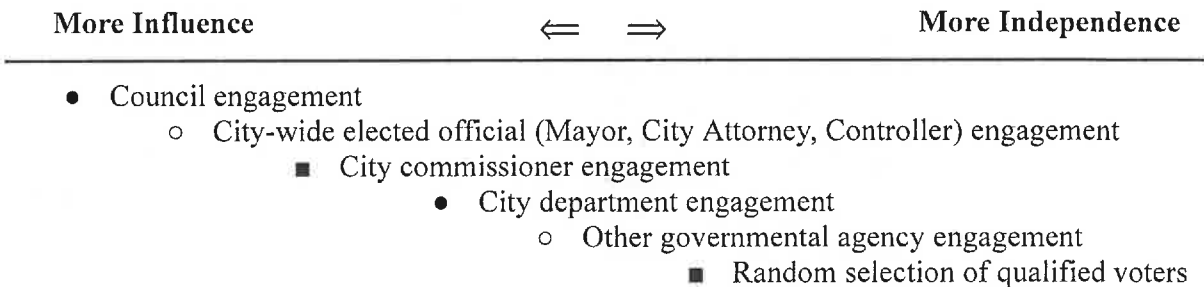 More Influence ⇐ ⇒ More Independence
● Council engagement
○ City-wide elected official (Mayor, City Attorney, Controller) engagement
■ City commissioner engagement
● City department engagement
○ Other governmental agency engagement
■ Random selection of qualified voters